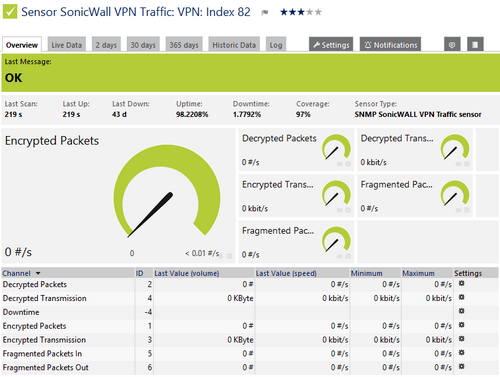 Sensor SonicWall VPN Traffic: VPN: Index 82
Overview Live Data 2 days 30 days 365 days Historic Data Log Settings Notifications
Last Message:
OK
Last Scan: Last Up: Last Down: Uptime: Downtime: Coverage: Sensor Type:
219 s 219 s 43 d 98.2208% 1.7792% 97% SNMP SonicWALL VPN Traffic sensor
Encrypted Packets
0 #/s
0 < 0.01 #/s
Decrypted Packets
0 #/s
Decrypted Trans...
0 kbit/s
Encrypted Trans...
0 kbit/s
Fragmented Pac...
0 #/s
Fragmented Pac...
0 #/s
Channel ID Last Value (volume) Last Value (speed) Minimum Maximum Settings
Decrypted Packets 2 0 # 0 #/s 0 #/s 0 #/s
Decrypted Transmission 4 0 KByte 0 kbit/s 0 kbit/s 0 kbit/s
Downtime -4
Encrypted Packets 1 0 # 0 #/s 0 #/s 0 #/s
Encrypted Transmission 3 0 KByte 0 kbit/s 0 kbit/s 0 kbit/s
Fragmented Packets In 5 0 # 0 #/s 0 #/s 0 #/s
Fragmented Packets Out 6 0 # 0 #/s 0 #/s 0 #/s